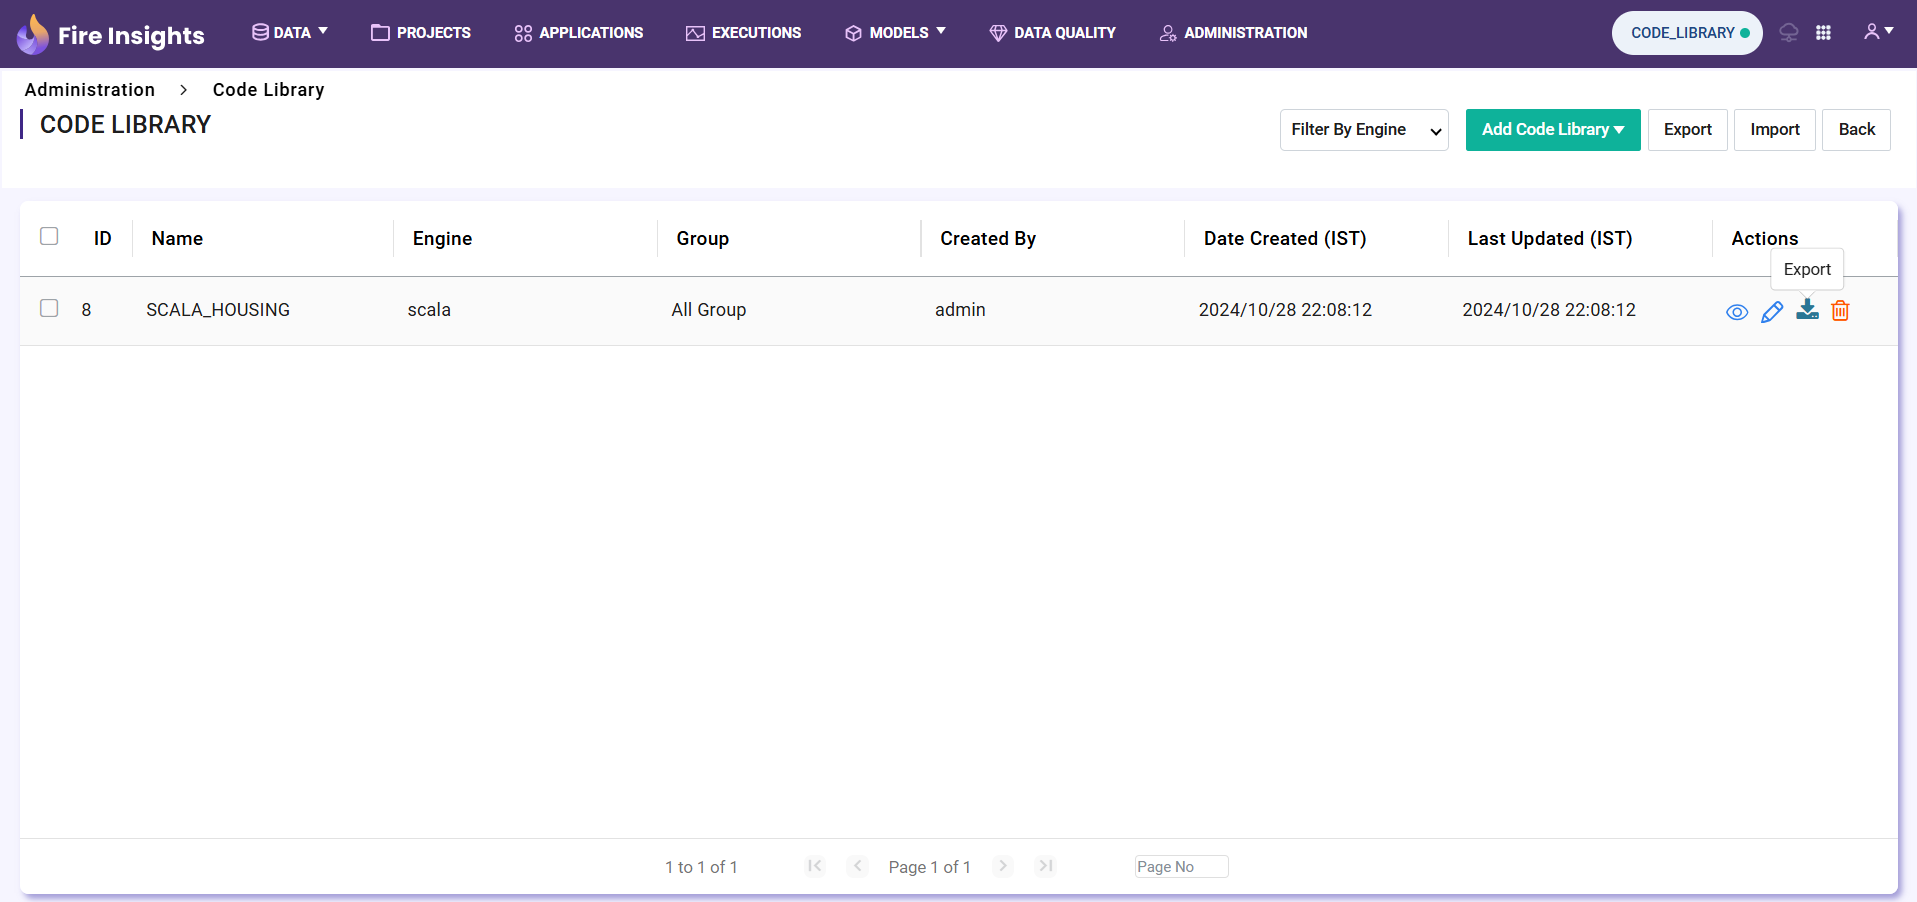 Fire Insights DATA PROJECTS APPLICATIONS EXECUTIONS MODELS DATA QUALITY ADMINISTRATION CODE_LIBRARY
Administration > Code Library
CODE LIBRARY
Filter By Engine Add Code Library Export Import Back
ID Name Engine Group Created By Date Created (IST) Last Updated (IST) Actions
Export
8 SCALA_HOUSING scala All Group admin 2024/10/28 22:08:12 2024/10/28 22:08:12
1 to 1 of 1 Page 1 of 1 Page No